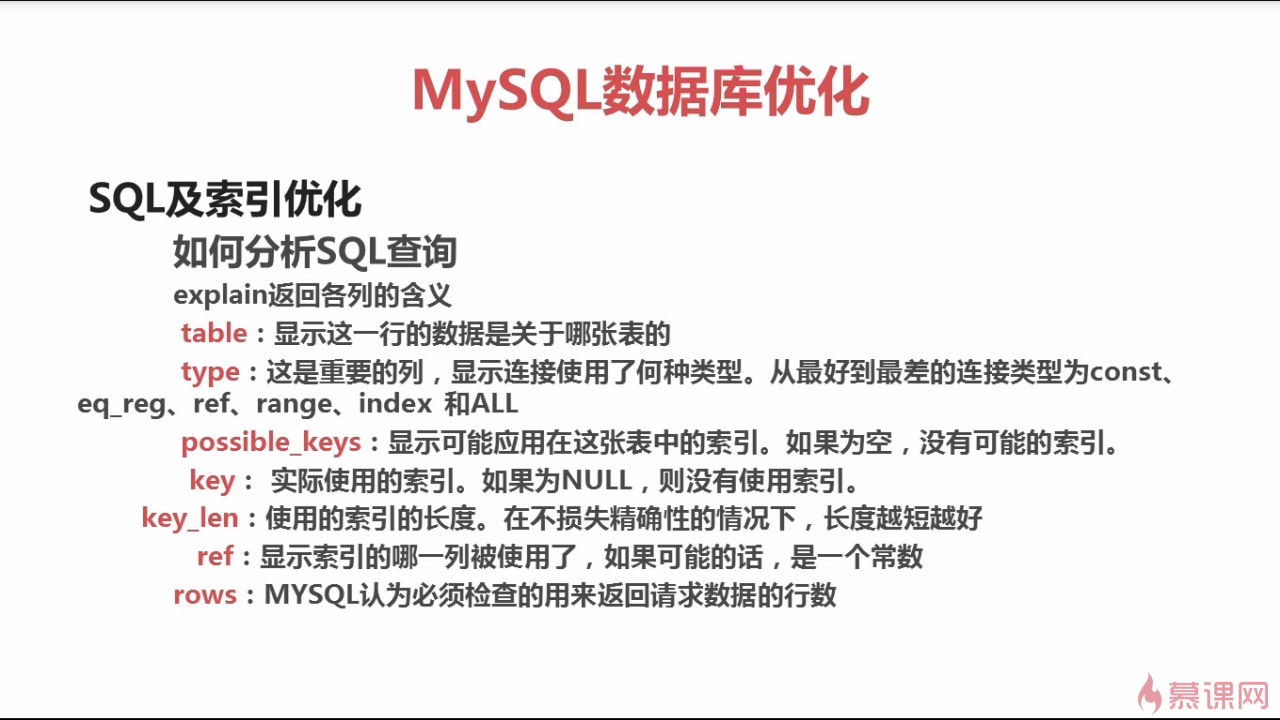 MySQL数据库优化
SQL及索引优化
如何分析SQL查询
explain返回各列的含义
table：显示这一行的数据是关于哪张表的
type：这是重要的列，显示连接使用了何种类型。从最好到最差的连接类型为const、
eq_reg、ref、range、index 和ALL
possible_keys：显示可能应用在这张表中的索引。如果为空，没有可能的索引。
key： 实际使用的索引。如果为NULL，则没有使用索引。
key_len：使用的索引的长度。在不损失精确性的情况下，长度越短越好
ref：显示索引的哪一列被使用了，如果可能的话，是一个常数
rows：MYSQL认为必须检查的用来返回请求数据的行数
慕课网